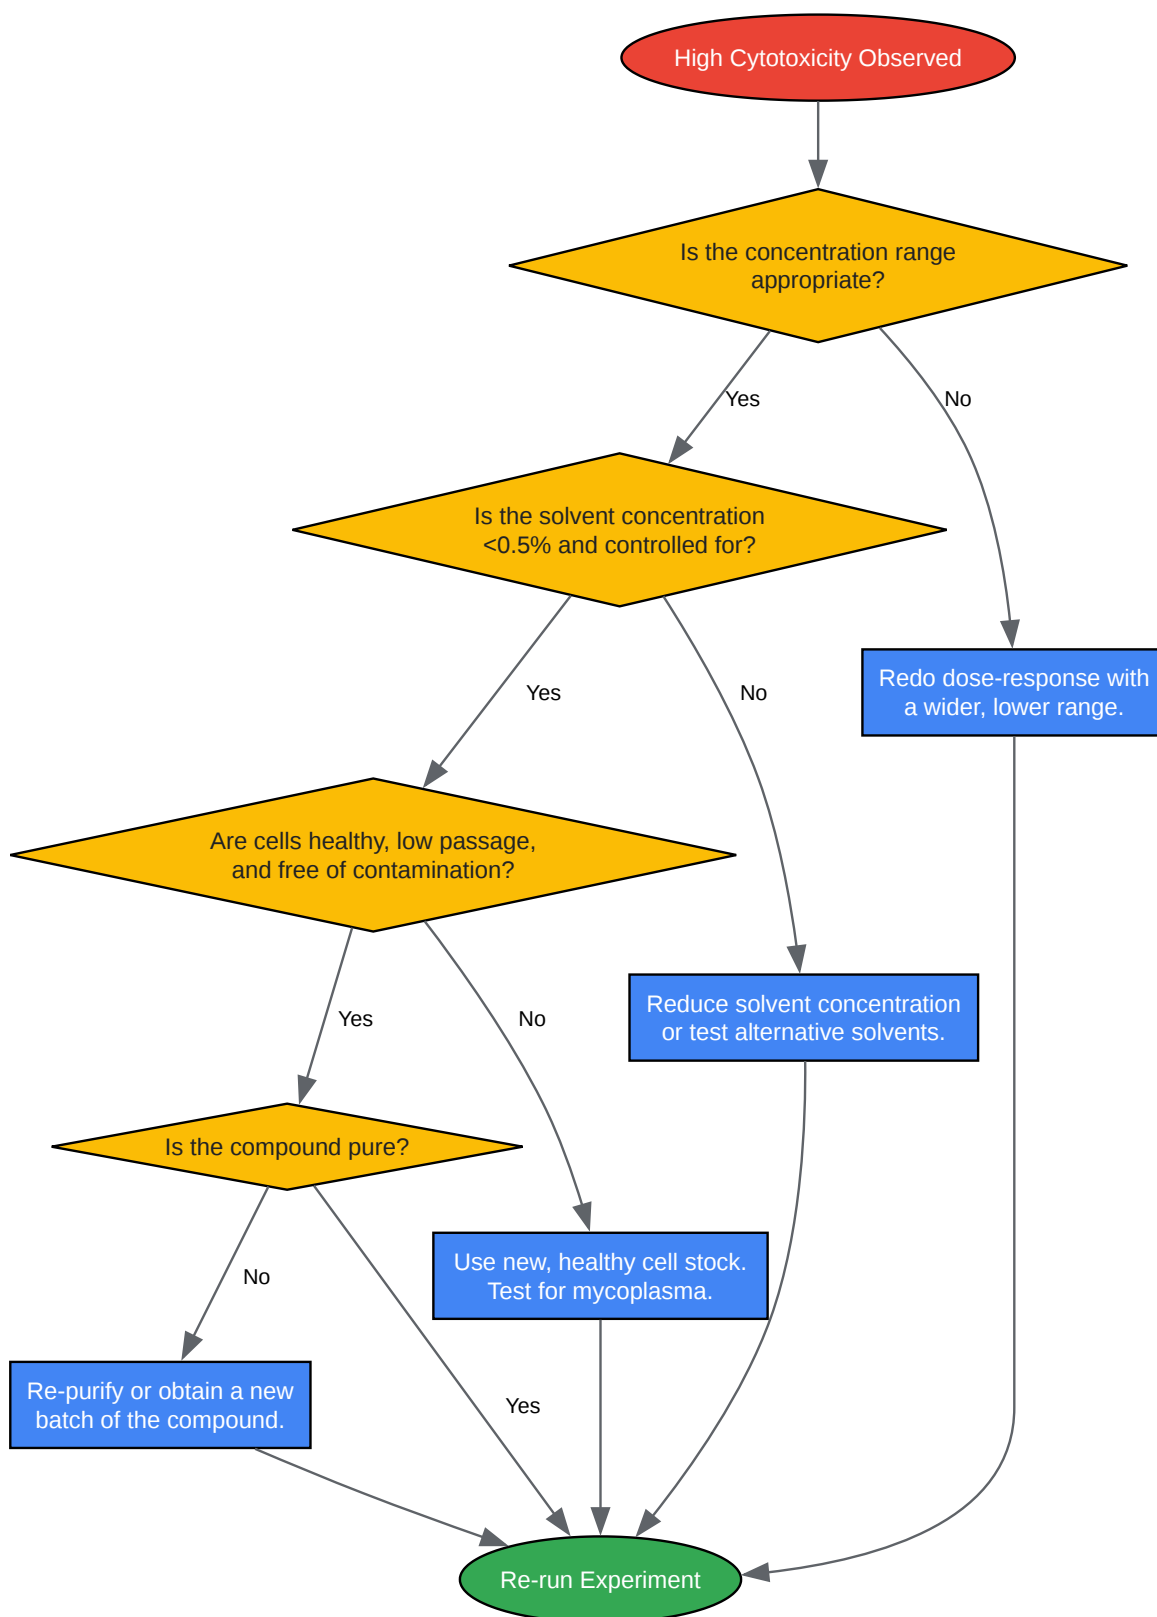 High Cytotoxicity Observed
Is the concentration range
appropriate?
Yes
No
Is the solvent concentration
<0.5% and controlled for?
Yes
No
Redo dose-response with
a wider, lower range.
Are cells healthy, low passage,
and free of contamination?
Yes
No
Reduce solvent concentration
or test alternative solvents.
Is the compound pure?
No
Use new, healthy cell stock.
Test for mycoplasma.
Re-purify or obtain a new
batch of the compound.
Yes
Re-run Experiment